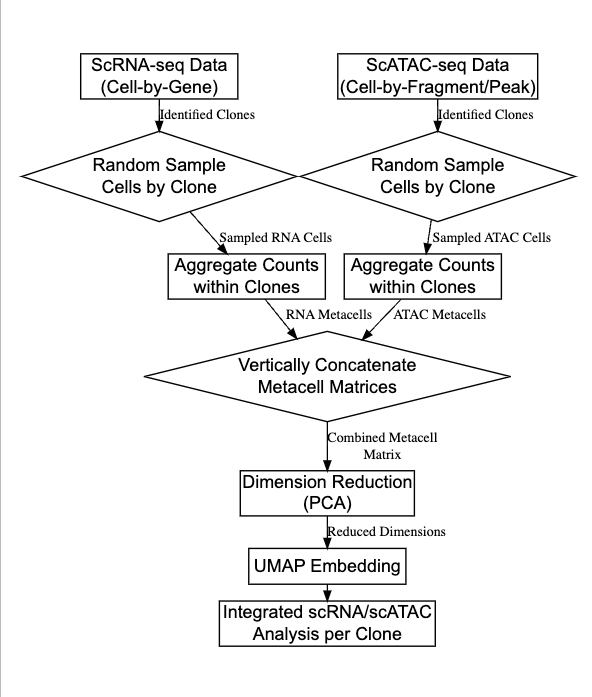 ScRNA-seq Data
(Cell-by-Gene)
ScATAC-seq Data
(Cell-by-Fragment/Peak)
Identified Clones
Identified Clones
Random Sample
Cells by Clone
Random Sample
Cells by Clone
Sampled RNA Cells
Sampled ATAC Cells
Aggregate Counts
within Clones
Aggregate Counts
within Clones
RNA Metacells
ATAC Metacells
Vertically Concatenate
Metacell Matrices
Combined Metacell
Matrix
Dimension Reduction
(PCA)
Reduced Dimensions
UMAP Embedding
Integrated scRNA/scATAC
Analysis per Clone